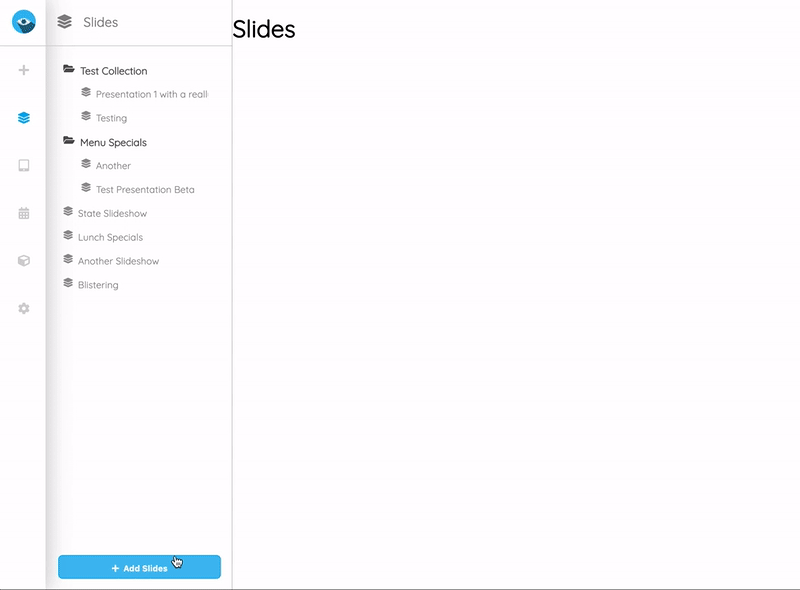 Slides
Slides
Test Collection
Presentation 1 with a reall
Testing
Menu Specials
Another
Test Presentation Beta
State Slideshow
Lunch Specials
Another Slideshow
Blistering
+ Add Slides